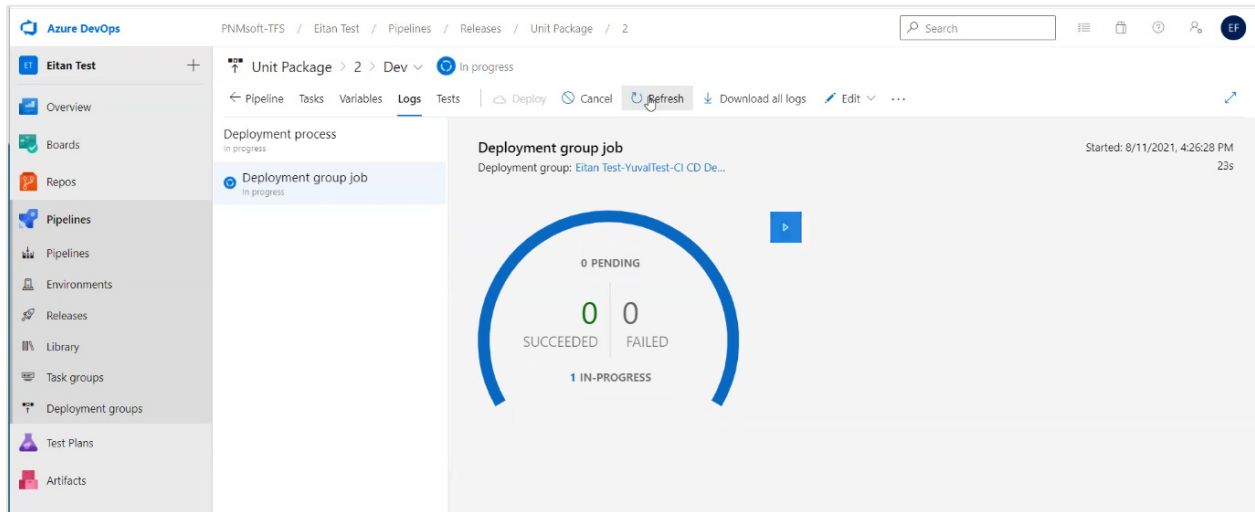 Azure DevOps
PNMsoft-TFS / Eitan Test / Pipelines / Releases / Unit Package / 2
Search
EF
ET Eitan Test
Unit Package > 2 > Dev In progress
Pipeline Tasks Variables Logs Tests Deploy Cancel Refresh Download all logs Edit ...
Overview
Boards
Repos
Pipelines
Pipelines
Environments
Releases
Library
Task groups
Deployment groups
Test Plans
Artifacts
Deployment process
In progress
Deployment group job
In progress
Deployment group job
Deployment group: Eitan Test-YuvalTest-CI CD De...
Started: 8/11/2021, 4:26:28 PM
23s
0 PENDING
0 0
SUCCEEDED FAILED
1 IN-PROGRESS